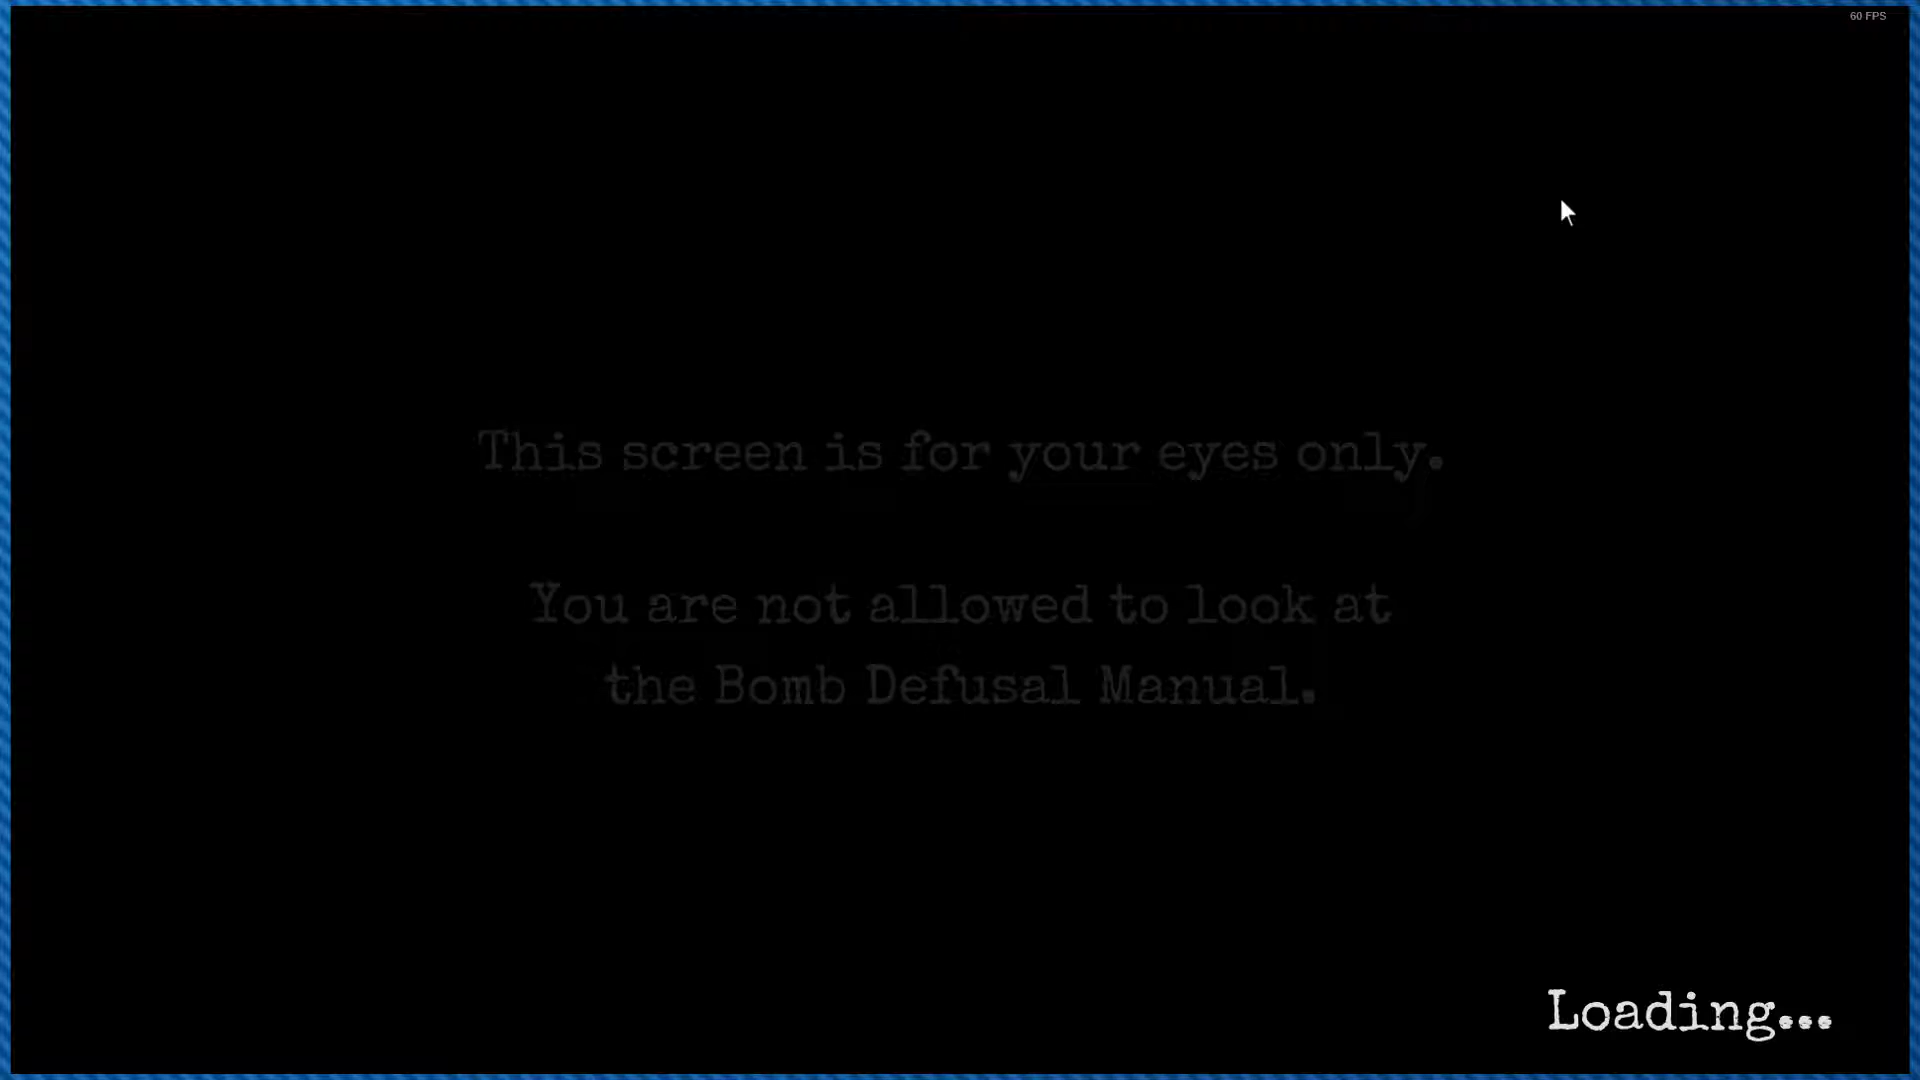 60 FPS
This screen is for your eyes only.
You are not allowed to look at
the Bomb Defusal Manual.
Loading...